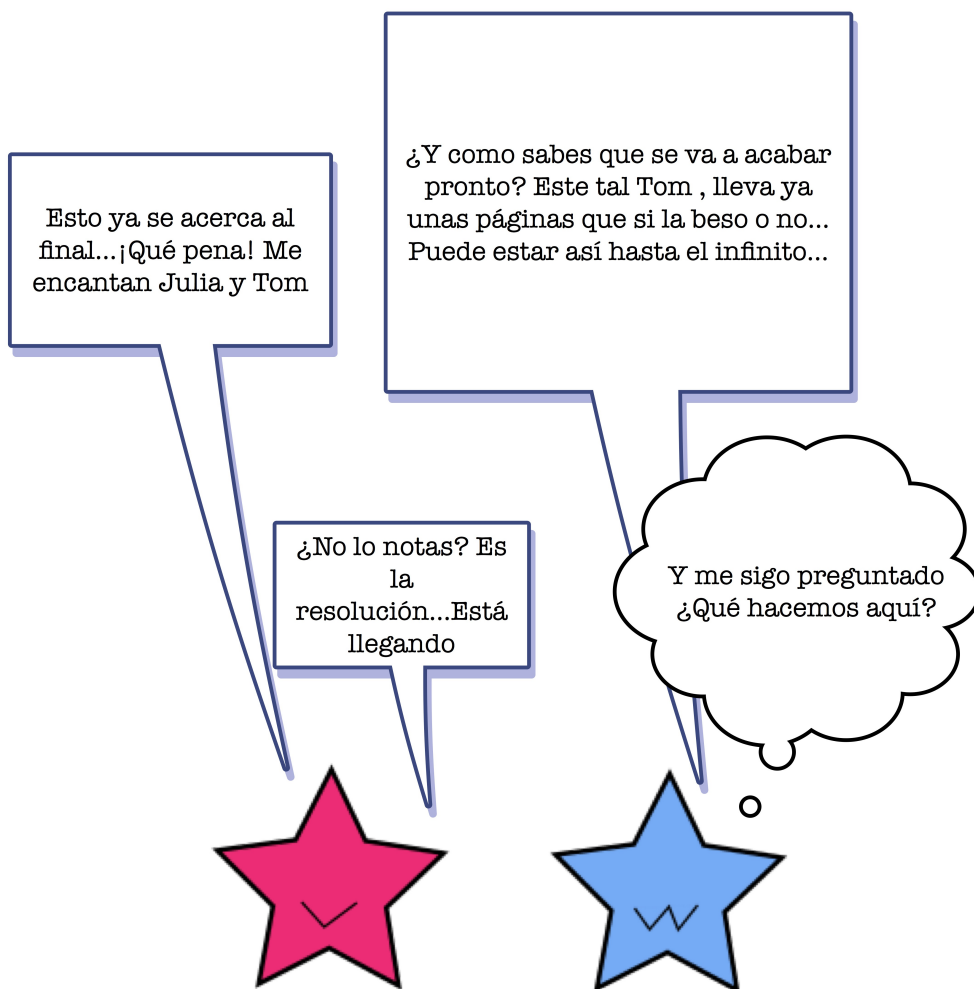 Esto ya se acerca al
final...¡Qué pena! Me
encantan Julia y Tom
¿Y como sabes que se va a acabar
pronto? Este tal Tom , lleva ya
unas páginas que si la beso o no...
Puede estar así hasta el infinito...
¿No lo notas? Es
la
resolución...Está
llegando
Y me sigo preguntado
¿Qué hacemos aquí?